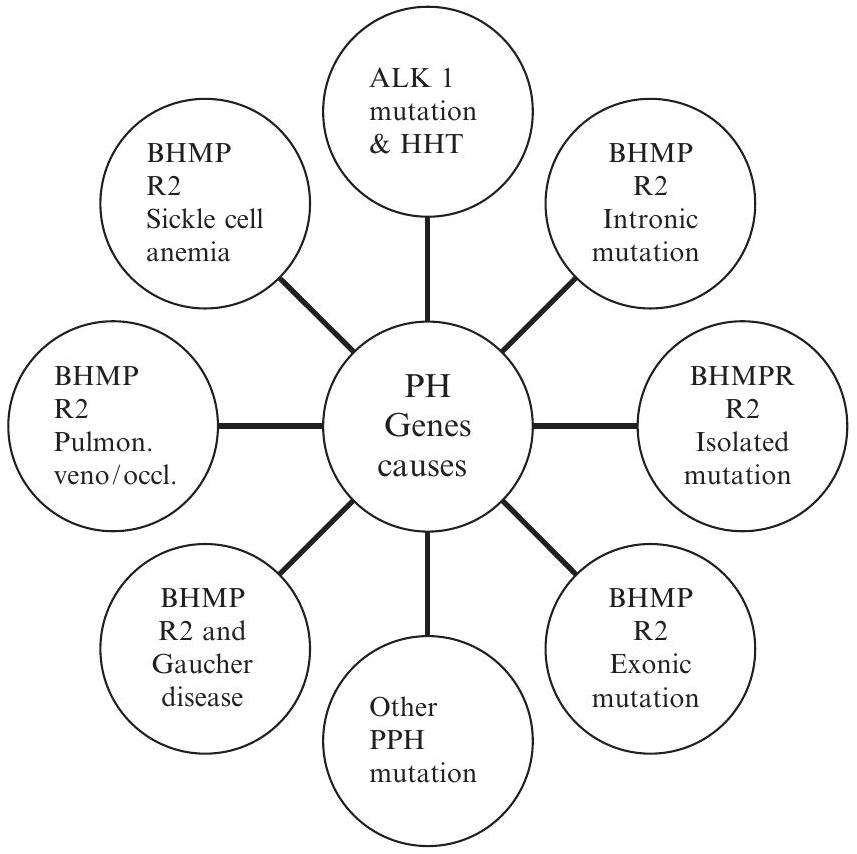 ALK 1
mutation
& HHT
BHMP
R2
Sickle cell
anemia
BHMP
R2
Intronic
mutation
BHMP
R2
Pulmon.
veno/occl.
PH
Genes
causes
BHMPR
R2
Isolated
mutation
BHMP
R2 and
Gaucher
disease
BHMP
R2
Exonic
mutation
Other
PPH
mutation